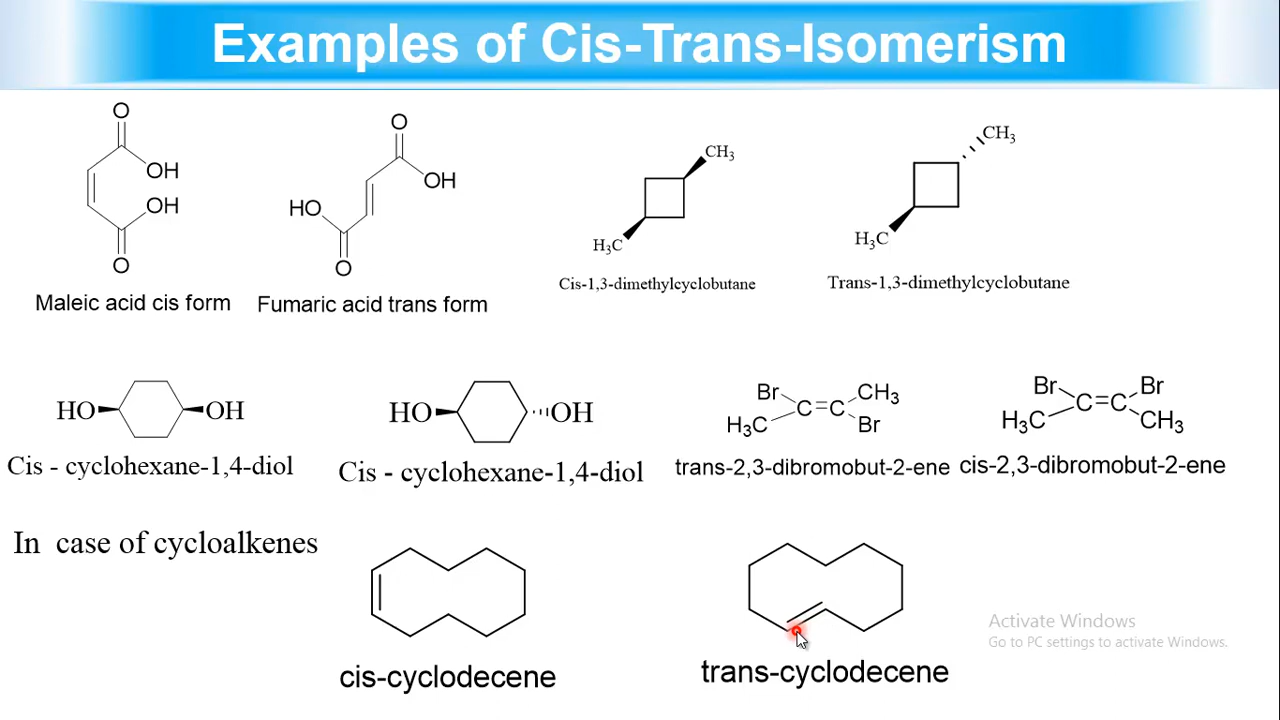 Examples of Cis-Trans-Isomerism
O
OH
OH
O
Maleic acid cis form
O
OH
HO
O
Fumaric acid trans form
CH3
H3C
Cis-1,3-dimethylcyclobutane
CH3
H3C
Trans-1,3-dimethylcyclobutane
HO OH
Cis - cyclohexane-1,4-diol
HO OH
Cis - cyclohexane-1,4-diol
Br CH3
C=C
H3C Br
trans-2,3-dibromobut-2-ene
Br Br
C=C
H3C CH3
cis-2,3-dibromobut-2-ene
In case of cycloalkenes
cis-cyclodecene
trans-cyclodecene
Activate Windows
Go to PC settings to activate Windows.